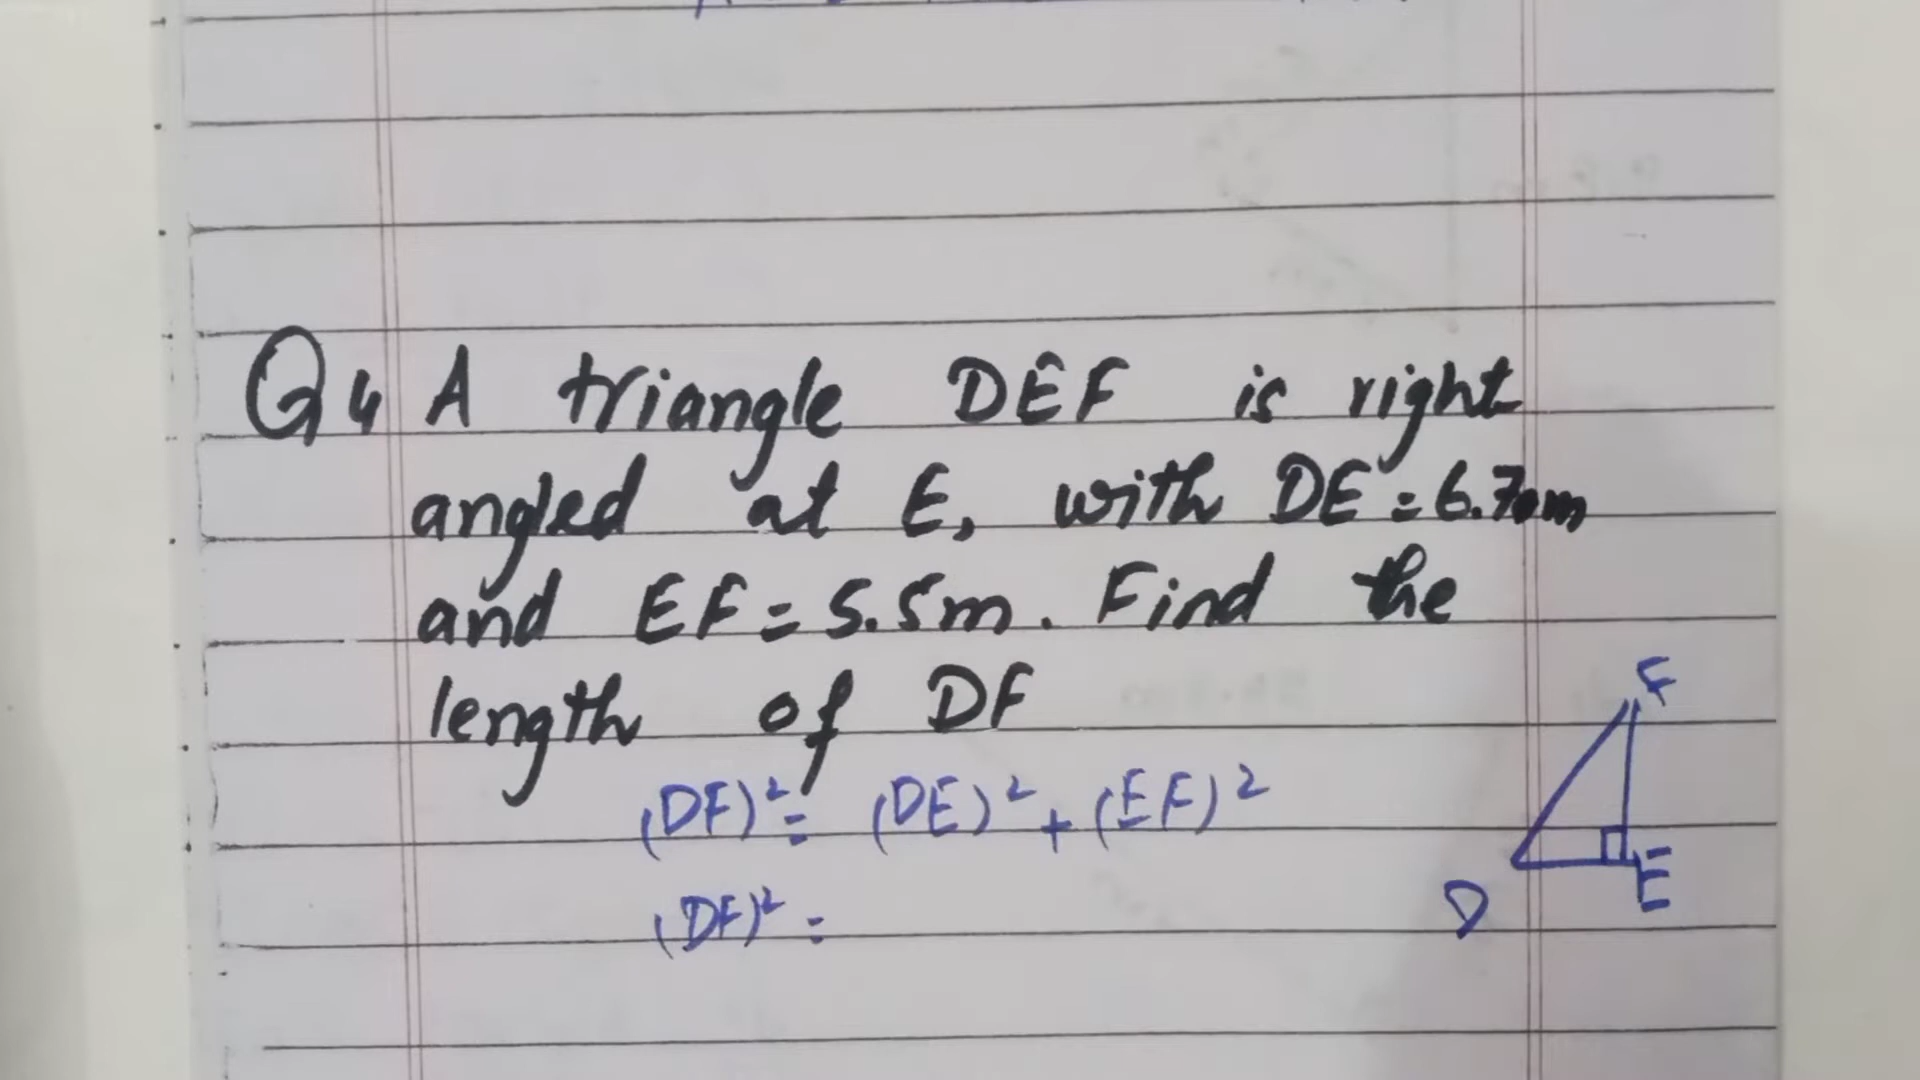 Q4 A triangle DÊF is right
angled at E, with DE = 6.7cm
and EF = 5.5m. Find the
length of DF
(DF)² = (DE)² + (EF)²
(DF)² =
F
D
E